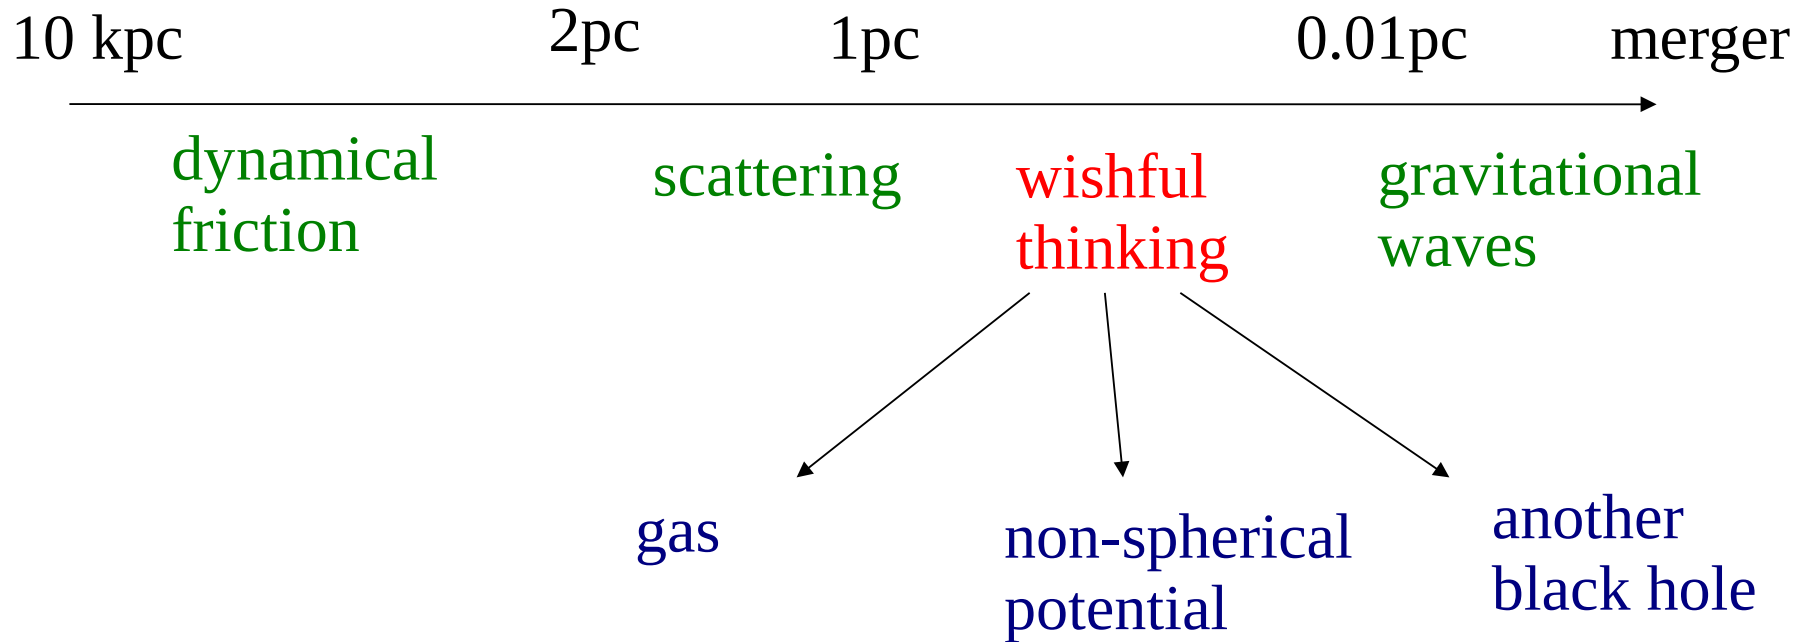 10 kpc 2pc 1pc 0.01pc merger
dynamical
friction
scattering
wishful
thinking
gravitational
waves
gas
non-spherical
potential
another
black hole